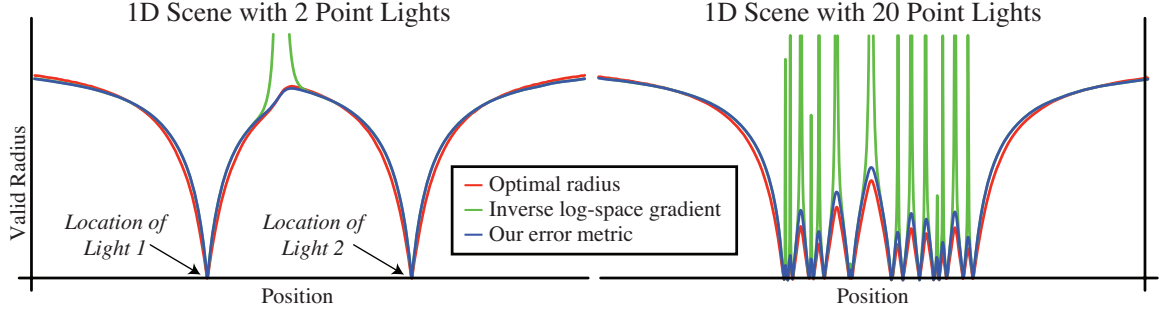 1D Scene with 2 Point Lights
1D Scene with 20 Point Lights
Valid Radius
Location of
Light 1
Location of
Light 2
Optimal radius
Inverse log-space gradient
Our error metric
Position
Position